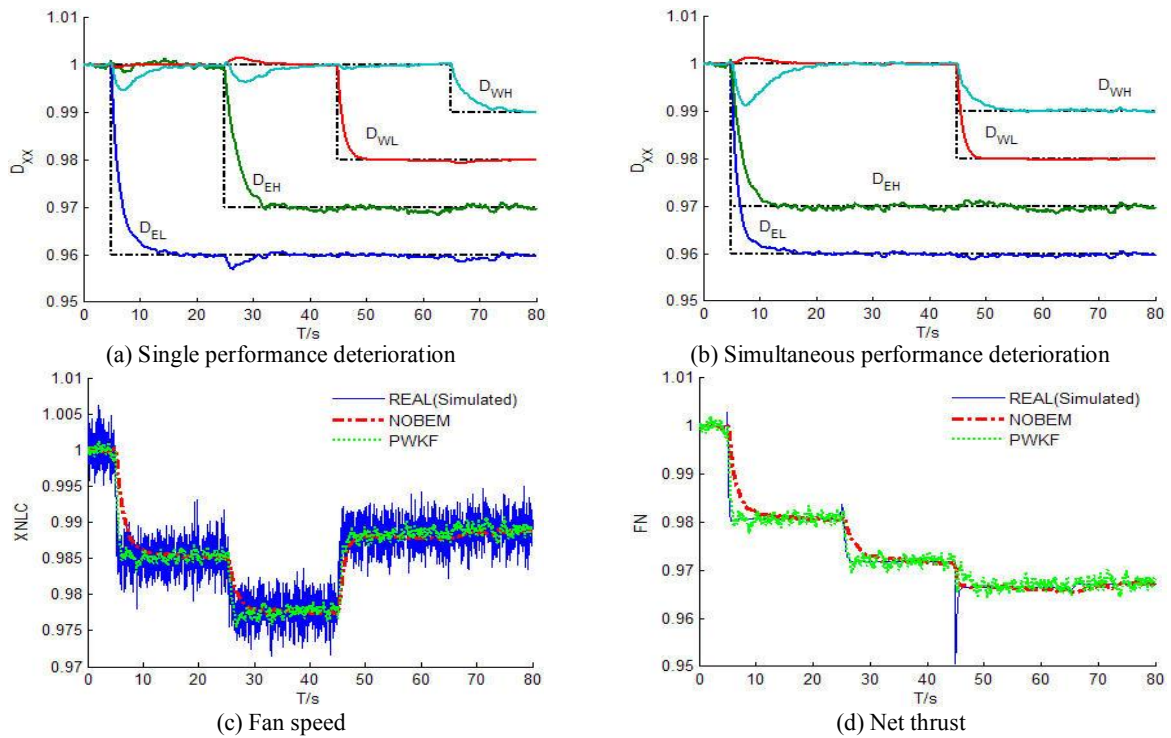 1.01
1
0.99
0.98
0.97
0.96
0.95
D_XX
D_WH
D_WL
D_EH
D_EL
0 10 20 30 40 50 60 70 80
T/s
(a) Single performance deterioration
1.01
1
0.99
0.98
0.97
0.96
0.95
D_XX
D_WH
D_WL
D_EH
D_EL
0 10 20 30 40 50 60 70 80
T/s
(b) Simultaneous performance deterioration
1.01
1.005
1
0.995
0.99
0.985
0.98
0.975
0.97
XNLC
REAL(Simulated)
NOBEM
PWKF
0 10 20 30 40 50 60 70 80
T/s
(c) Fan speed
1.01
1
0.99
0.98
0.97
0.96
0.95
FN
REAL(Simulated)
NOBEM
PWKF
0 10 20 30 40 50 60 70 80
T/s
(d) Net thrust